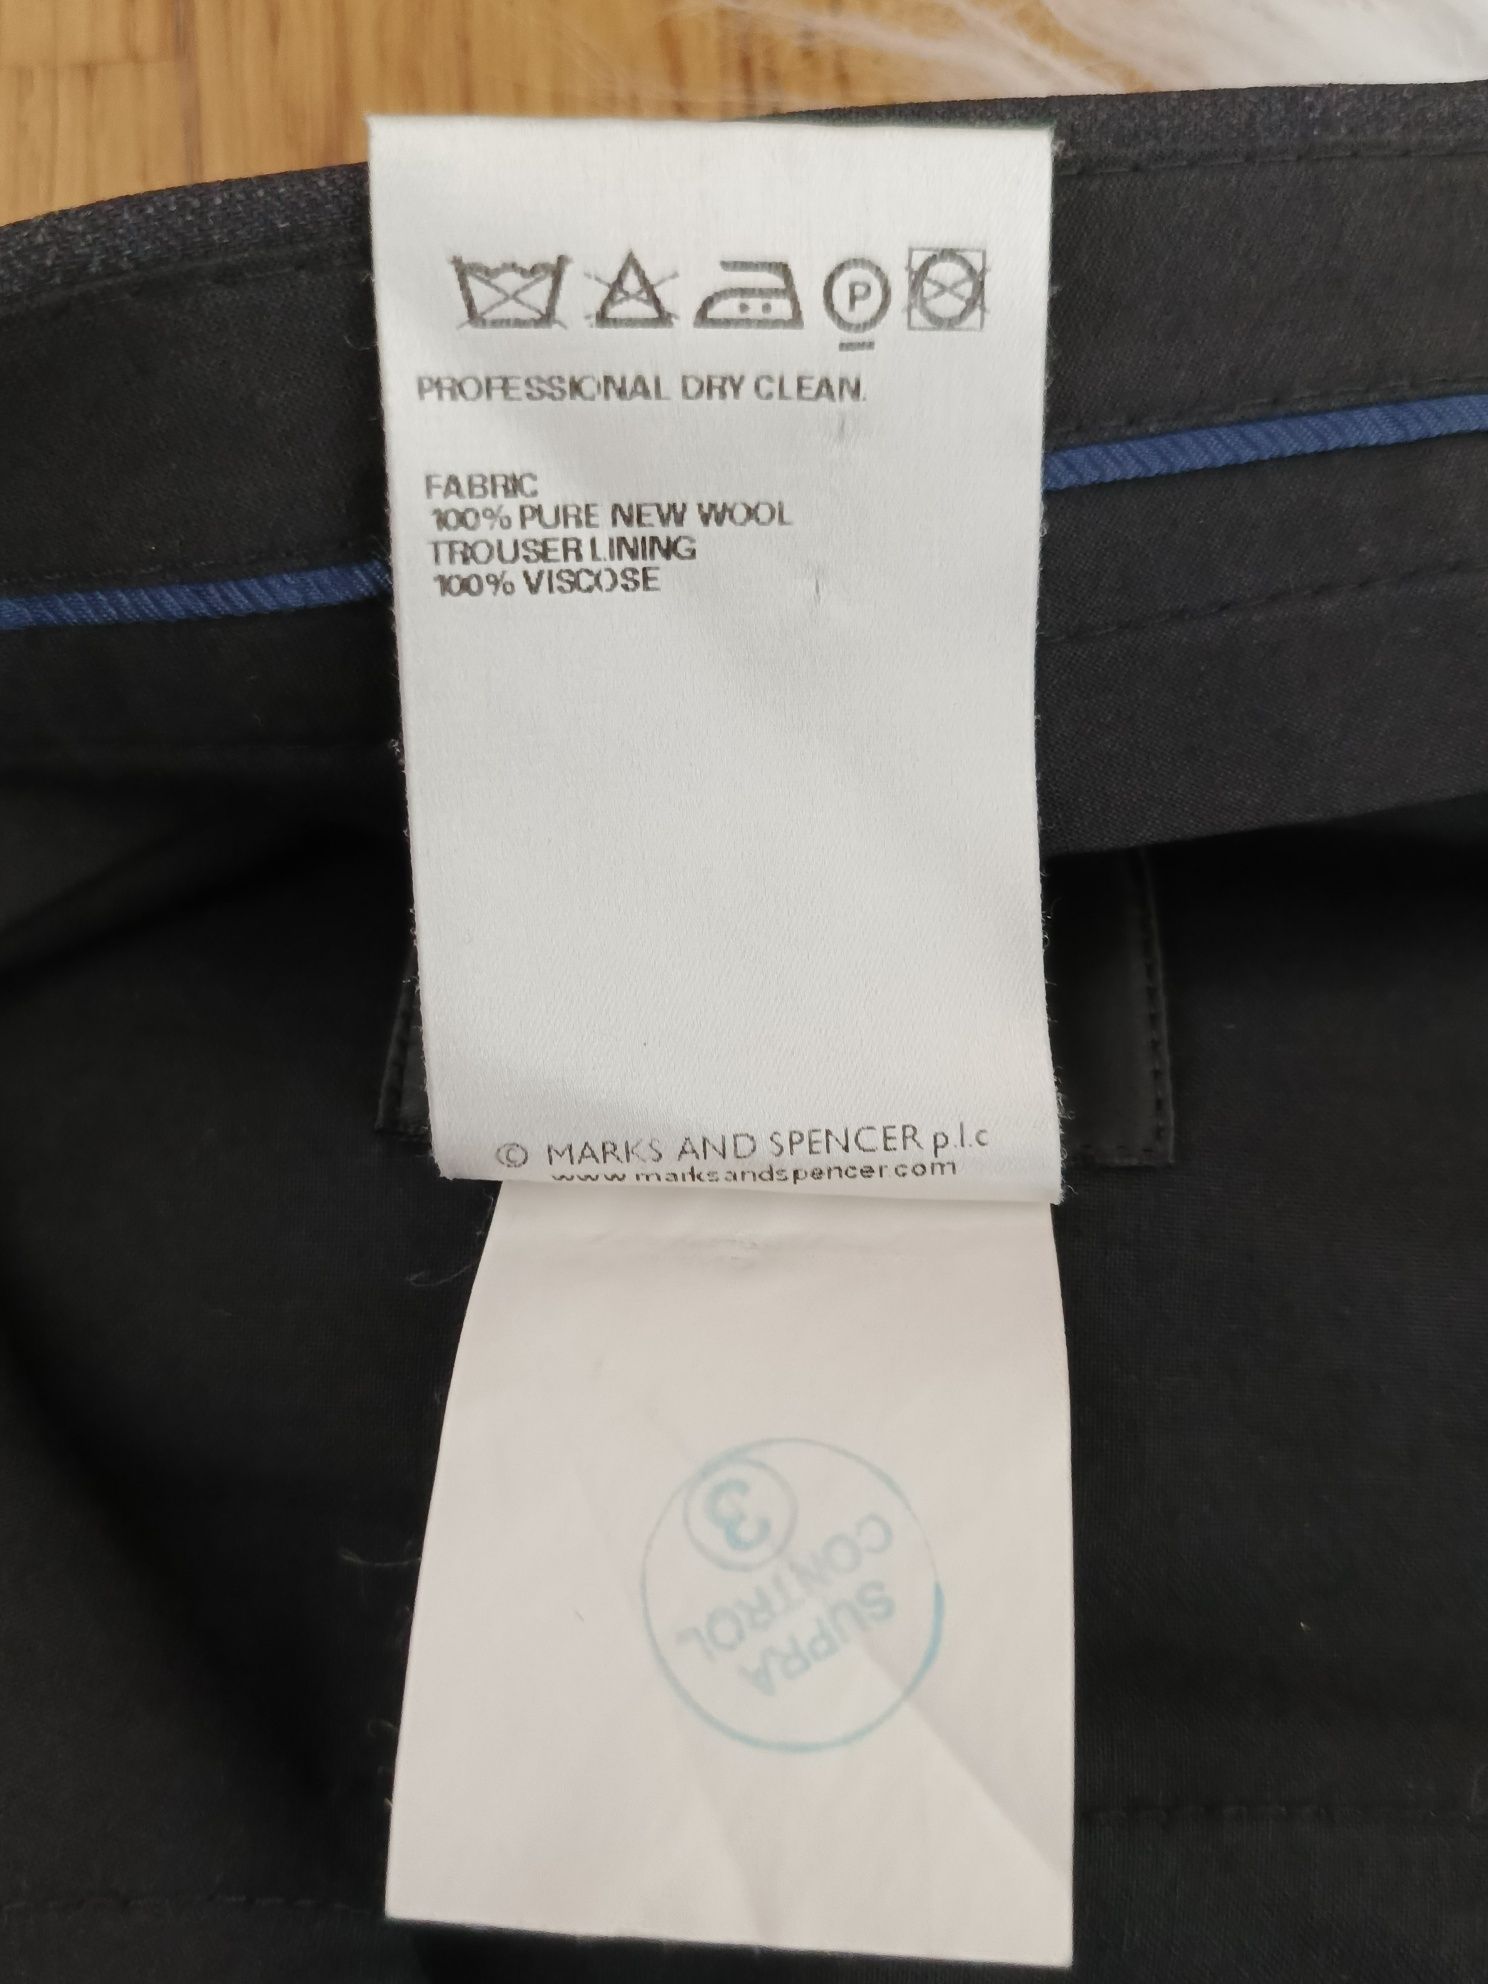 P
PROFESSIONAL DRY CLEAN.
FABRIC
100% PURE NEW WOOL
TROUSER LINING
100% VISCOSE
© MARKS AND SPENCER p.l.c
www.marksandspencer.com
SUPRA
CONTROL
3